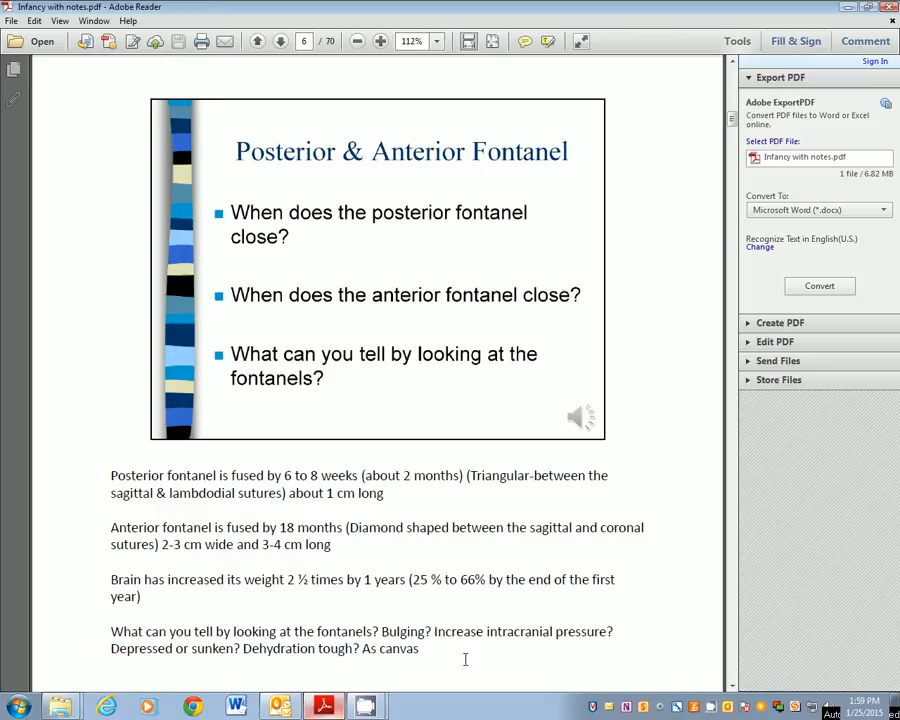 Infancy with notes.pdf - Adobe Reader
File Edit View Window Help
Open 6 / 70 112% Tools Fill & Sign Comment
Sign In
Posterior & Anterior Fontanel
When does the posterior fontanel
close?
When does the anterior fontanel close?
What can you tell by looking at the
fontanels?
Posterior fontanel is fused by 6 to 8 weeks (about 2 months) (Triangular-between the
sagittal & lambdodial sutures) about 1 cm long
Anterior fontanel is fused by 18 months (Diamond shaped between the sagittal and coronal
sutures) 2-3 cm wide and 3-4 cm long
Brain has increased its weight 2 ½ times by 1 years (25 % to 66% by the end of the first
year)
What can you tell by looking at the fontanels? Bulging? Increase intracranial pressure?
Depressed or sunken? Dehydration tough? As canvas
Export PDF
Adobe ExportPDF
Convert PDF files to Word or Excel
online.
Select PDF File:
Infancy with notes.pdf
1 file / 6.82 MB
Convert To:
Microsoft Word (*.docx)
Recognize Text in English(U.S.)
Change
Convert
Create PDF
Edit PDF
Send Files
Store Files
1:59 PM
1/25/2015